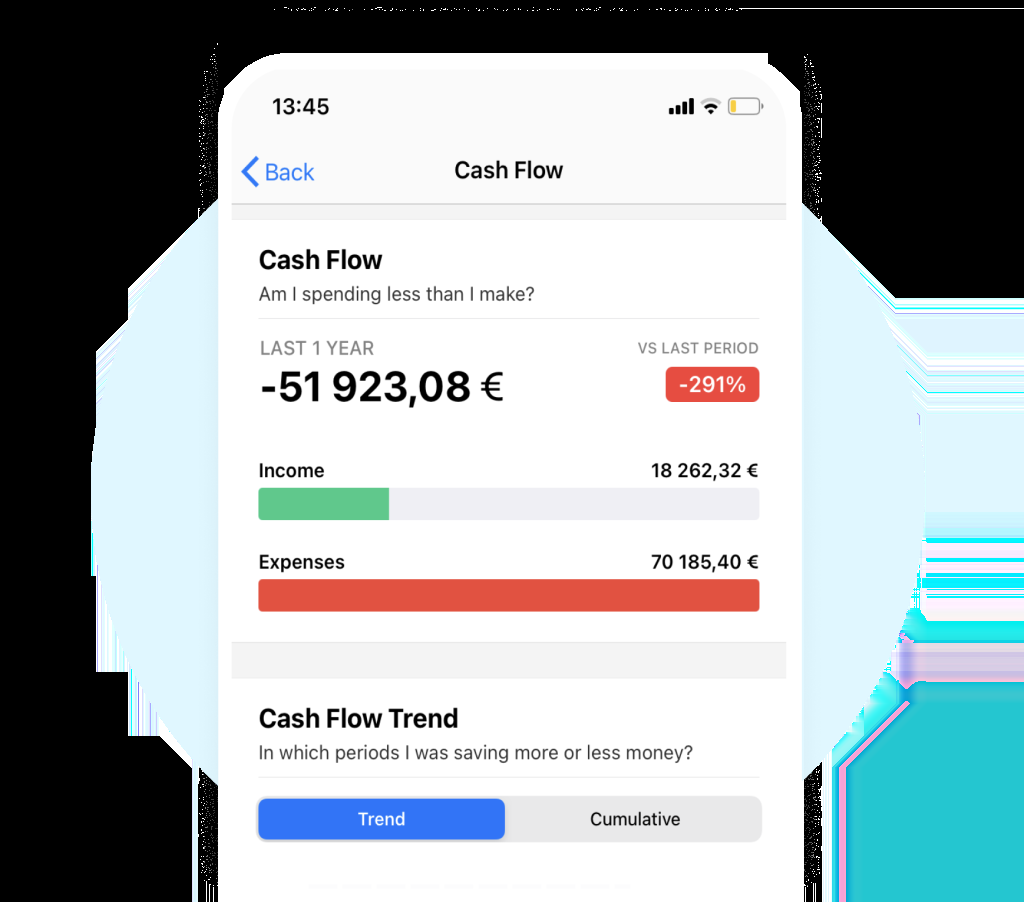 13:45
Back
Cash Flow
Cash Flow
Am I spending less than I make?
LAST 1 YEAR
VS LAST PERIOD
-51 923,08 €
-291%
Income
18 262,32 €
Expenses
70 185,40 €
Cash Flow Trend
In which periods I was saving more or less money?
Trend
Cumulative